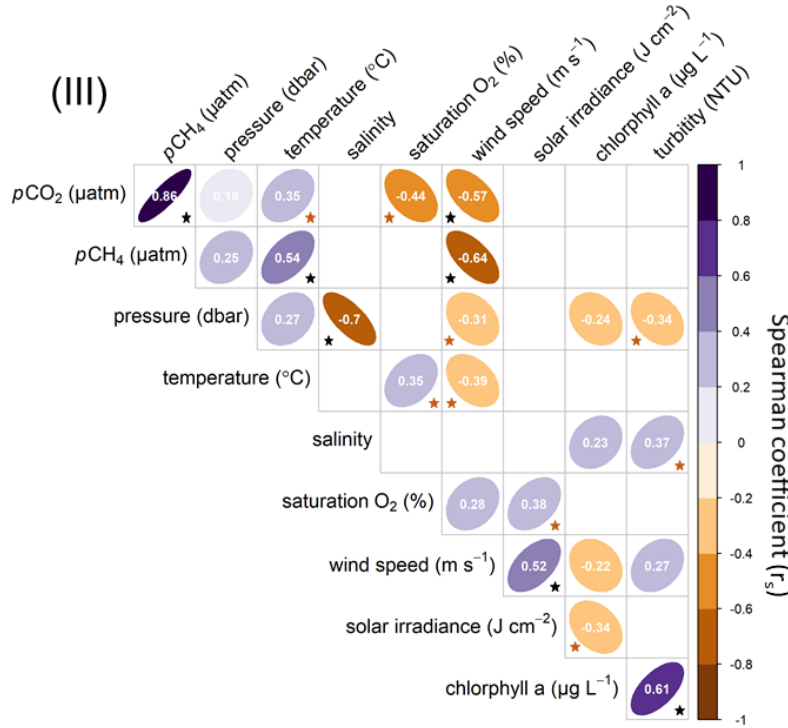 (III)
pCH₄ (µatm)
pressure (dbar)
temperature (°C)
salinity
saturation O₂ (%)
wind speed (m s⁻¹)
solar irradiance (J cm⁻²)
chlorophyll a (µg L⁻¹)
turbitity (NTU)
pCO₂ (µatm) 0.86 0.18 0.35 -0.44 -0.57
pCH₄ (µatm) 0.25 0.54 -0.64
pressure (dbar) 0.27 -0.7 -0.31 -0.24 -0.34
temperature (°C) 0.35 -0.39
salinity 0.23 0.37
saturation O₂ (%) 0.28 0.38
wind speed (m s⁻¹) 0.52 -0.22 0.27
solar irradiance (J cm⁻²) -0.34
chlorophyll a (µg L⁻¹) 0.61
1
0.8
0.6
0.4
0.2
0
-0.2
-0.4
-0.6
-0.8
-1
Spearman coefficient (rₛ)